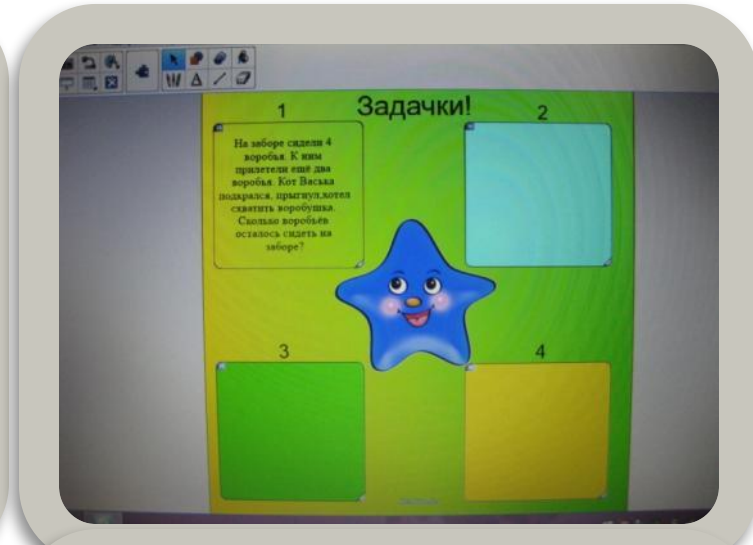 Задачки!
1
2
На заборе сидели 4
воробья. К ним
прилетели ещё два
воробья. Кот Васька
подкрался, прыгнул,хотел
схватить воробушка.
Сколько воробьёв
осталось сидеть на
заборе?
3
4